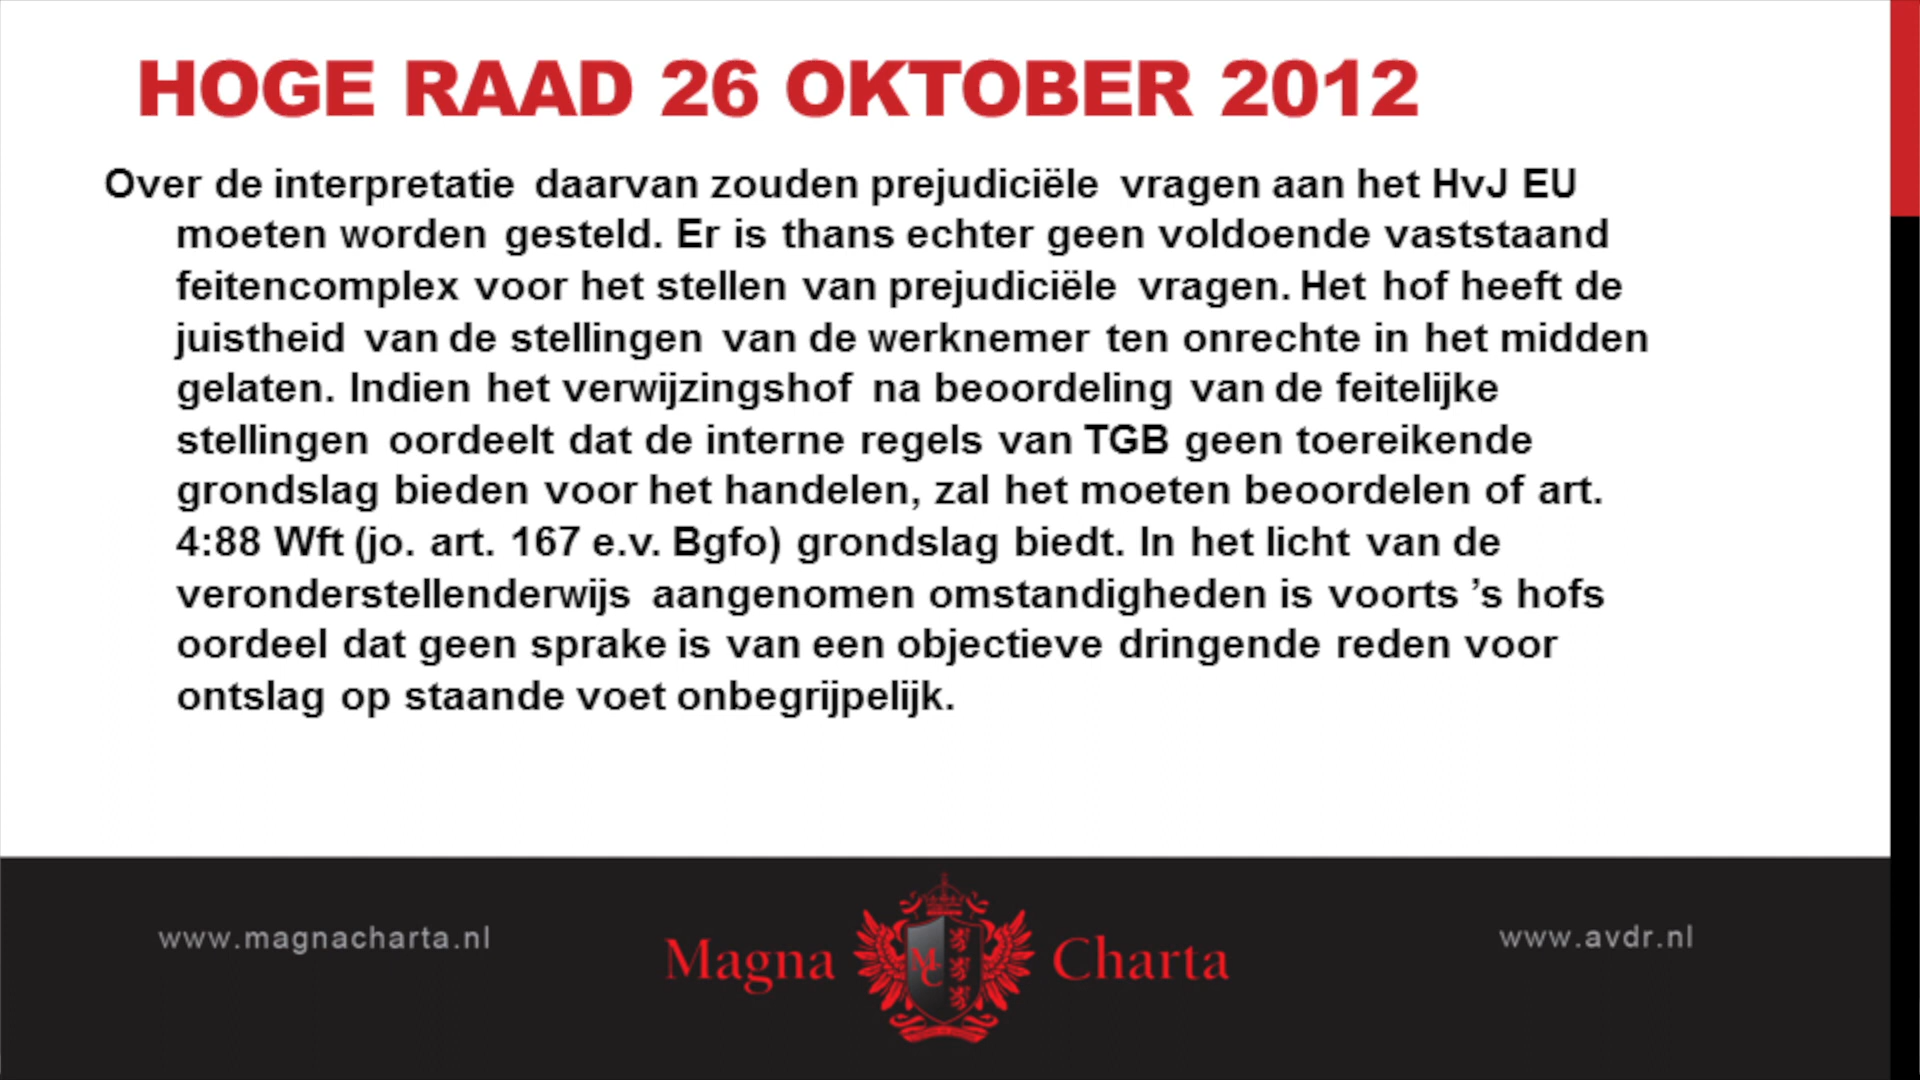 HOGE RAAD 26 OKTOBER 2012
Over de interpretatie daarvan zouden prejudiciële vragen aan het HvJ EU
moeten worden gesteld. Er is thans echter geen voldoende vaststaand
feitencomplex voor het stellen van prejudiciële vragen. Het hof heeft de
juistheid van de stellingen van de werknemer ten onrechte in het midden
gelaten. Indien het verwijzingshof na beoordeling van de feitelijke
stellingen oordeelt dat de interne regels van TGB geen toereikende
grondslag bieden voor het handelen, zal het moeten beoordelen of art.
4:88 Wft (jo. art. 167 e.v. Bgfo) grondslag biedt. In het licht van de
veronderstellenderwijs aangenomen omstandigheden is voorts ’s hofs
oordeel dat geen sprake is van een objectieve dringende reden voor
ontslag op staande voet onbegrijpelijk.
www.magnacharta.nl
Magna MC Charta
www.avdr.nl